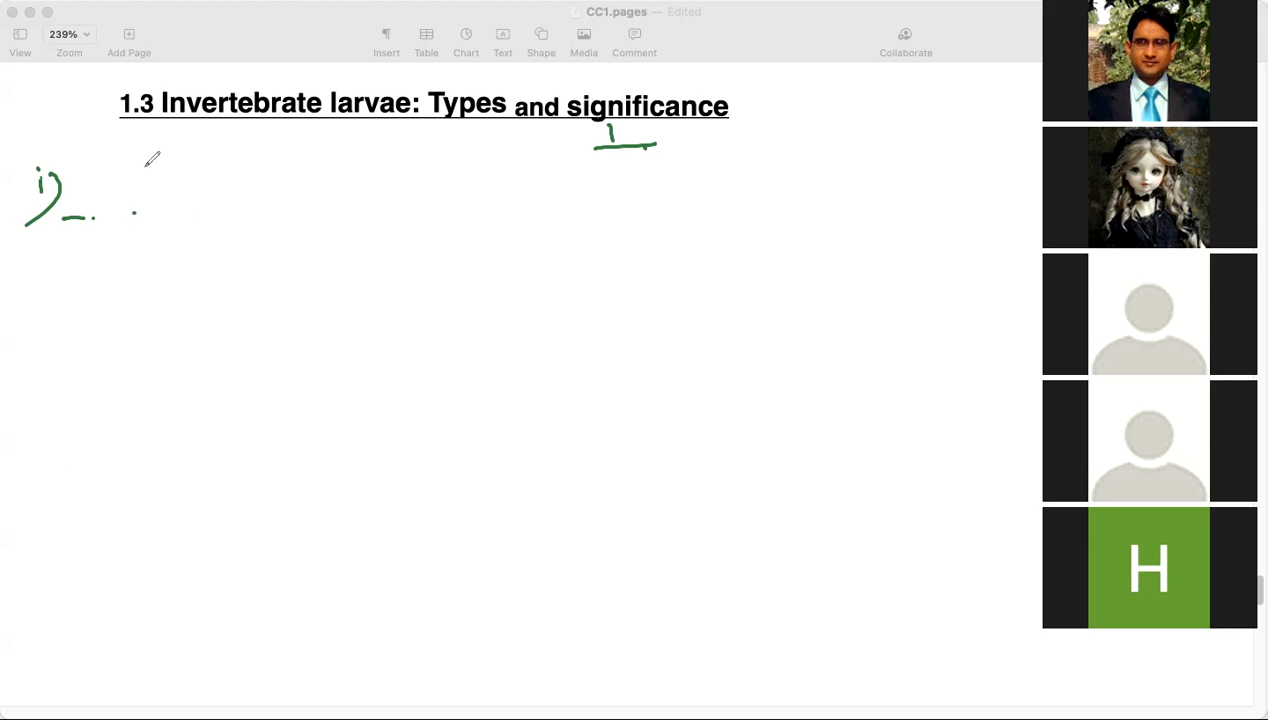 CC1.pages — Edited
239%
View Zoom Add Page Insert Table Chart Text Shape Media Comment Collaborate
1.3 Invertebrate larvae: Types and significance
i)
H